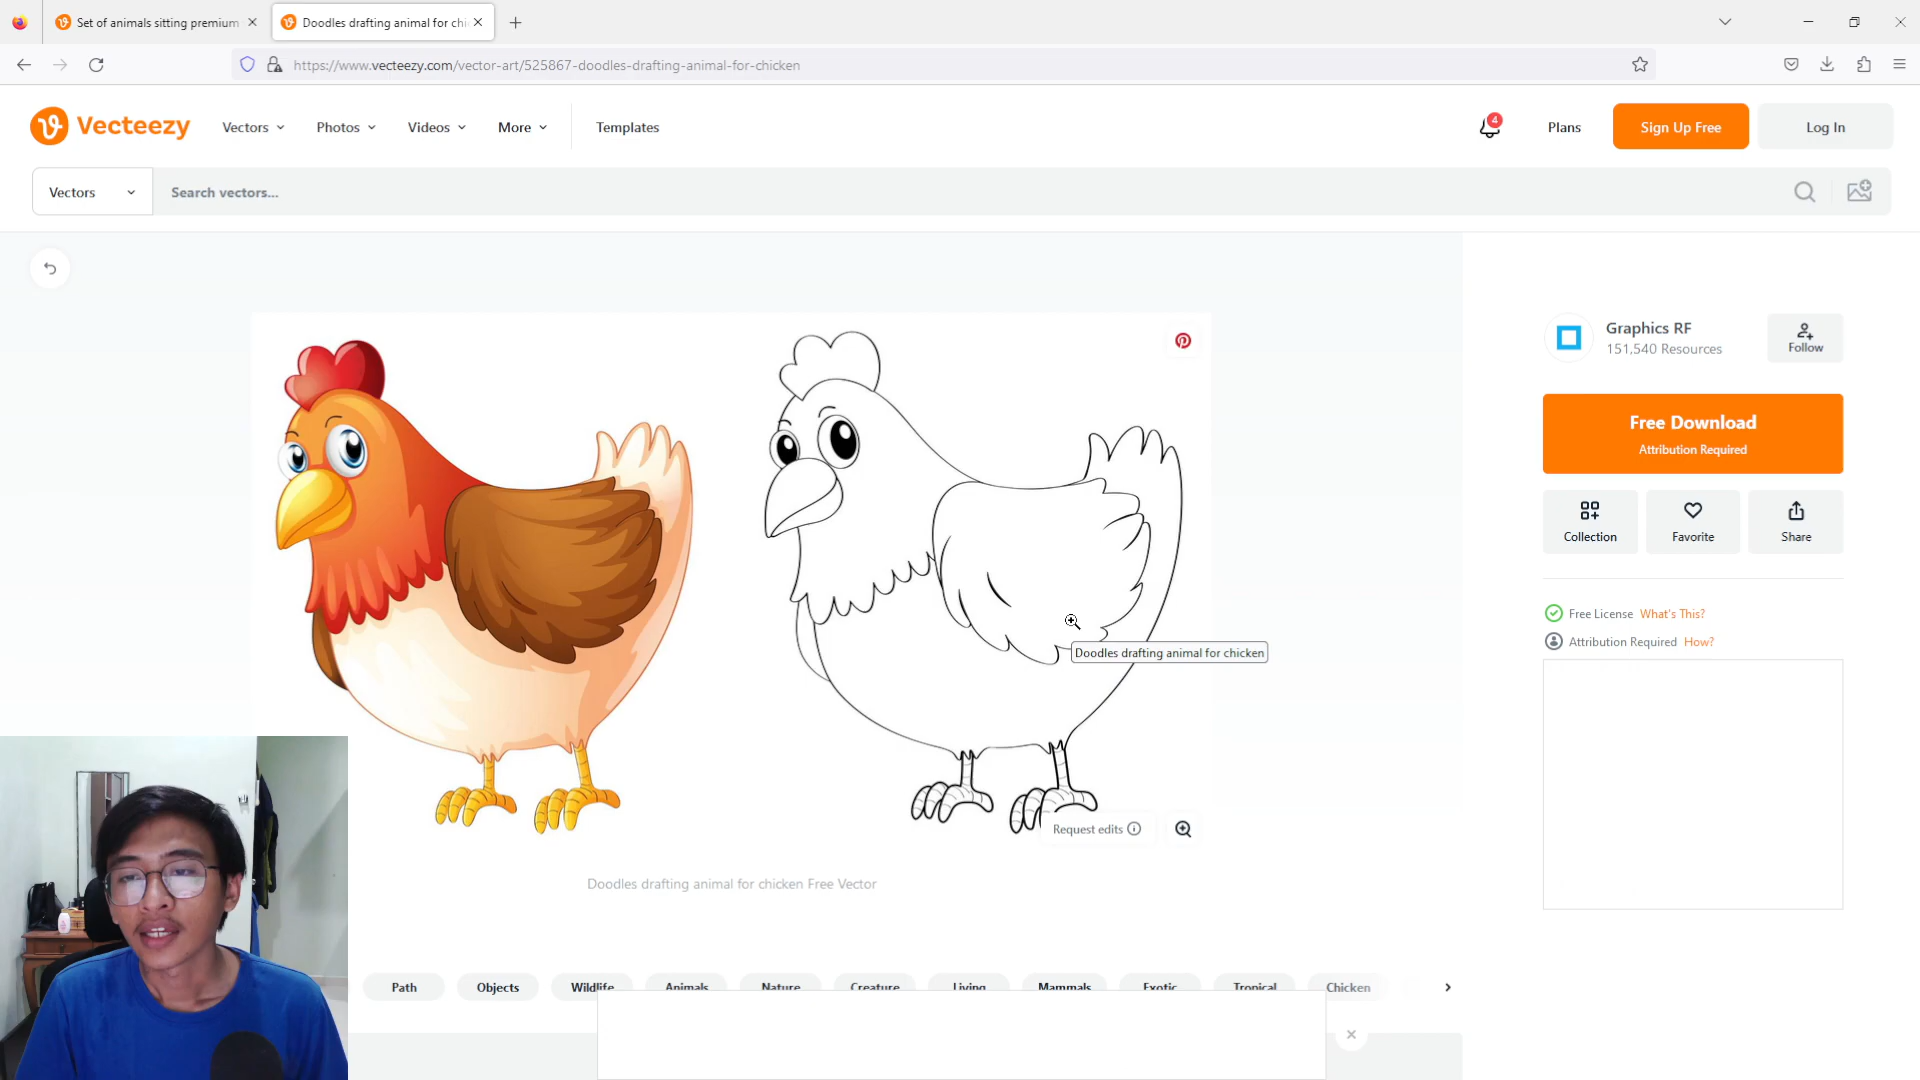 Set of animals sitting premium
Doodles drafting animal for chi
https://www.vecteezy.com/vector-art/525867-doodles-drafting-animal-for-chicken
Vecteezy
Vectors
Photos
Videos
More
Templates
4
Plans
Sign Up Free
Log In
Vectors
Search vectors...
Graphics RF
151,540 Resources
Follow
Free Download
Attribution Required
Collection
Favorite
Share
Free License What's This?
Attribution Required How?
Doodles drafting animal for chicken
Request edits
Doodles drafting animal for chicken Free Vector
Path
Objects
Wildlife
Animals
Nature
Creature
Living
Mammals
Exotic
Tropical
Chicken